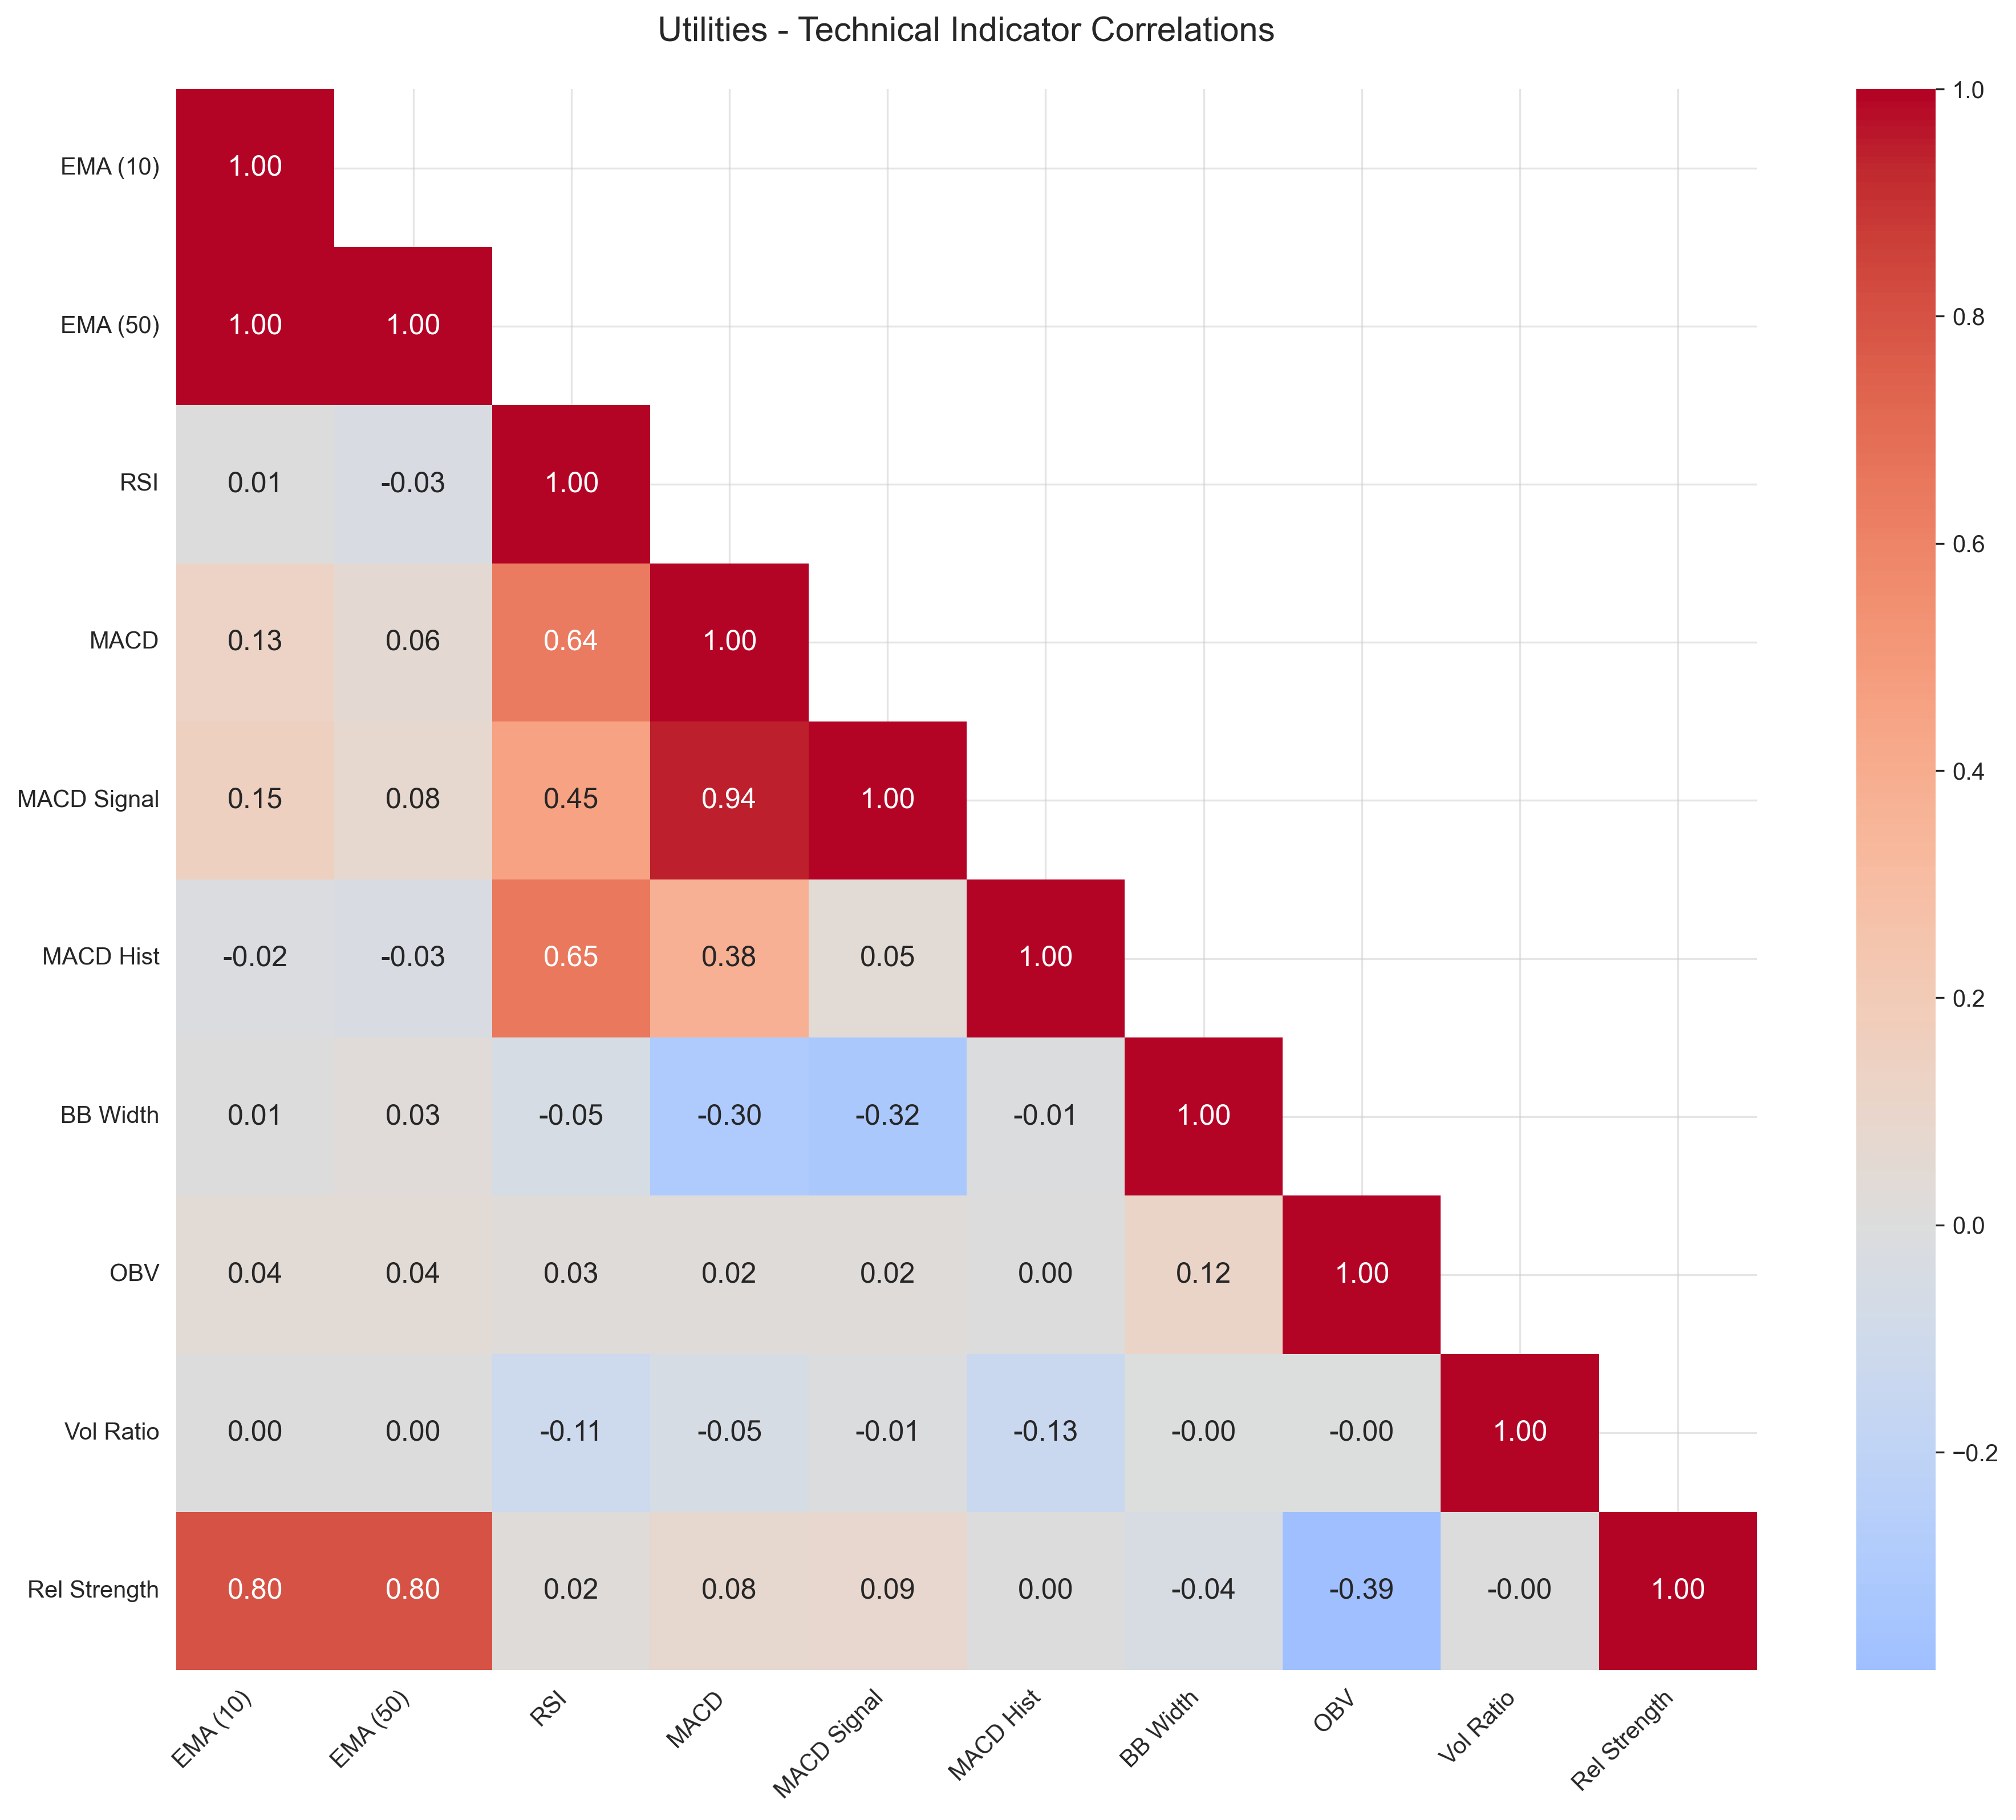 Utilities - Technical Indicator Correlations
EMA (10) 1.00
EMA (50) 1.00 1.00
RSI 0.01 -0.03 1.00
MACD 0.13 0.06 0.64 1.00
MACD Signal 0.15 0.08 0.45 0.94 1.00
MACD Hist -0.02 -0.03 0.65 0.38 0.05 1.00
BB Width 0.01 0.03 -0.05 -0.30 -0.32 -0.01 1.00
OBV 0.04 0.04 0.03 0.02 0.02 0.00 0.12 1.00
Vol Ratio 0.00 0.00 -0.11 -0.05 -0.01 -0.13 -0.00 -0.00 1.00
Rel Strength 0.80 0.80 0.02 0.08 0.09 0.00 -0.04 -0.39 -0.00 1.00
EMA (10) EMA (50) RSI MACD MACD Signal MACD Hist BB Width OBV Vol Ratio Rel Strength
1.0
0.8
0.6
0.4
0.2
0.0
−0.2